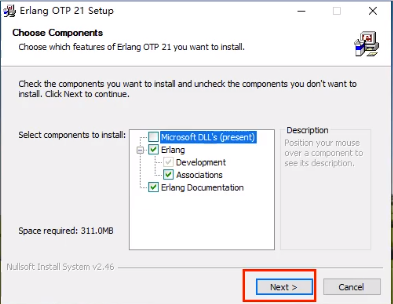 Erlang OTP 21 Setup
Choose Components
Choose which features of Erlang OTP 21 you want to install.
Check the components you want to install and uncheck the components you don't want to
install. Click Next to continue.
Select components to install:
Microsoft DLL's (present)
Erlang
Development
Associations
Erlang Documentation
Description
Position your mouse
over a component to
see its description.
Space required: 311.0MB
Nullsoft Install System v2.46
Next >
Cancel